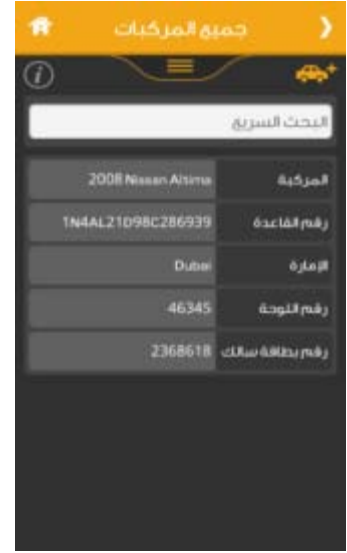 جميع المركبات
البحث السريع
المركبة 2008 Nissan Altima
رقم القاعدة 1N4AL21D98C286939
الإمارة Dubai
رقم اللوحة 46345
رقم بطاقة سالك 2368618